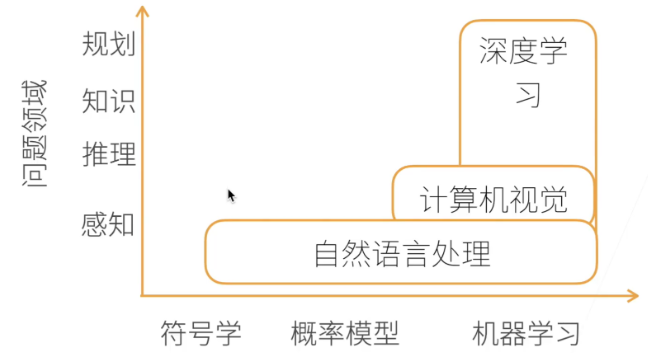 问题领域
规划
知识
推理
感知
深度学
习
计算机视觉
自然语言处理
符号学
概率模型
机器学习